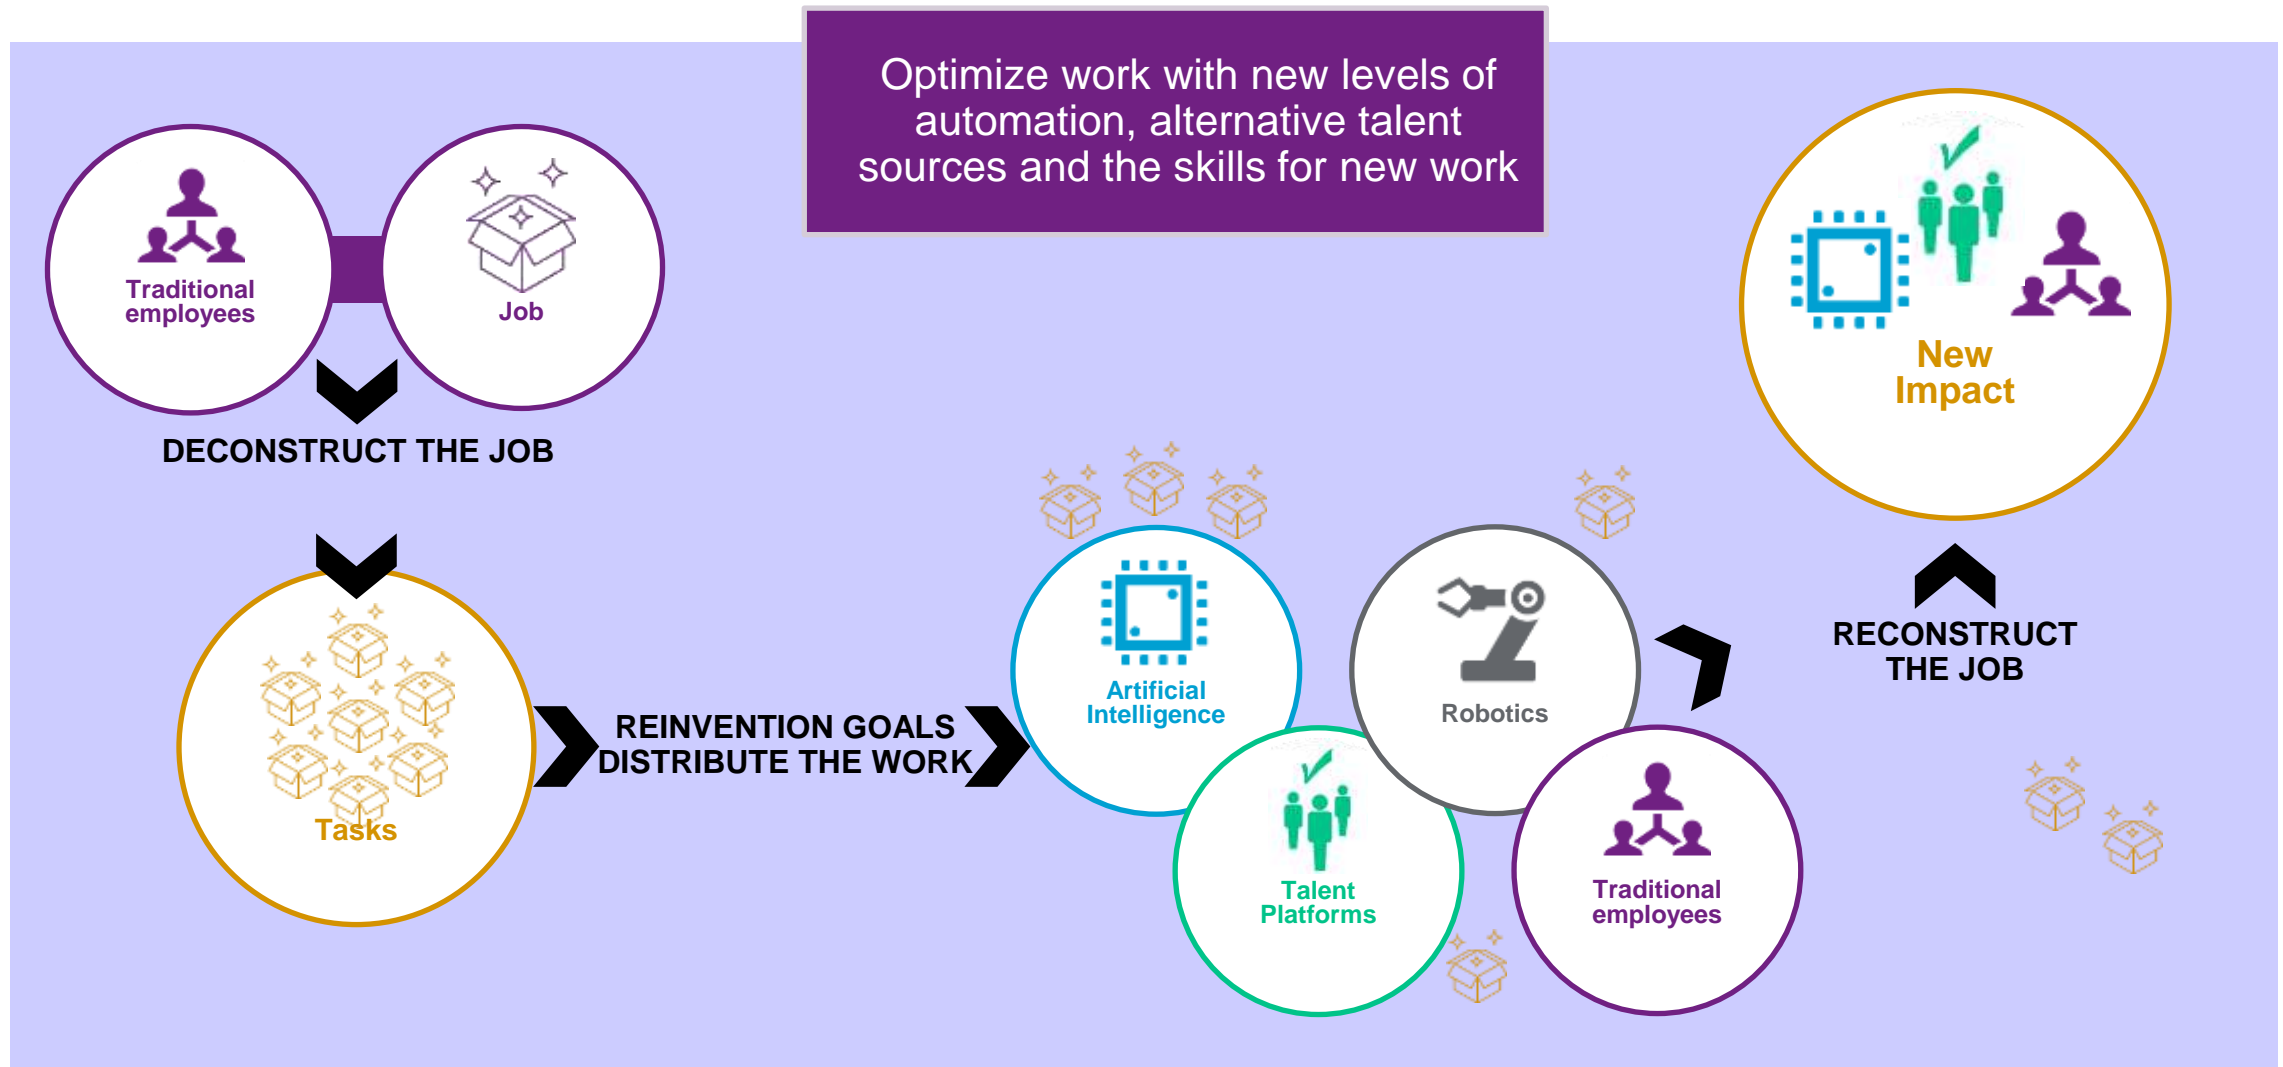 Optimize work with new levels of
automation, alternative talent
sources and the skills for new work
Traditional
employees
Job
DECONSTRUCT THE JOB
Tasks
REINVENTION GOALS
DISTRIBUTE THE WORK
Artificial
Intelligence
Talent
Platforms
Robotics
Traditional
employees
RECONSTRUCT
THE JOB
New
Impact